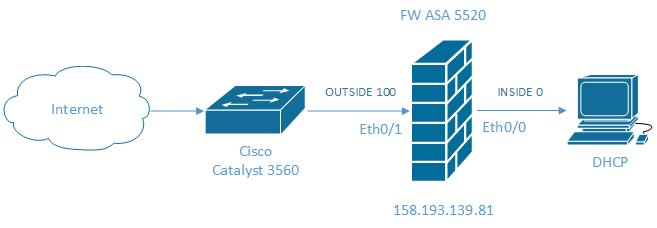 FW ASA 5520
Internet
Cisco
Catalyst 3560
OUTSIDE 100
Eth0/1
INSIDE 0
Eth0/0
DHCP
158.193.139.81